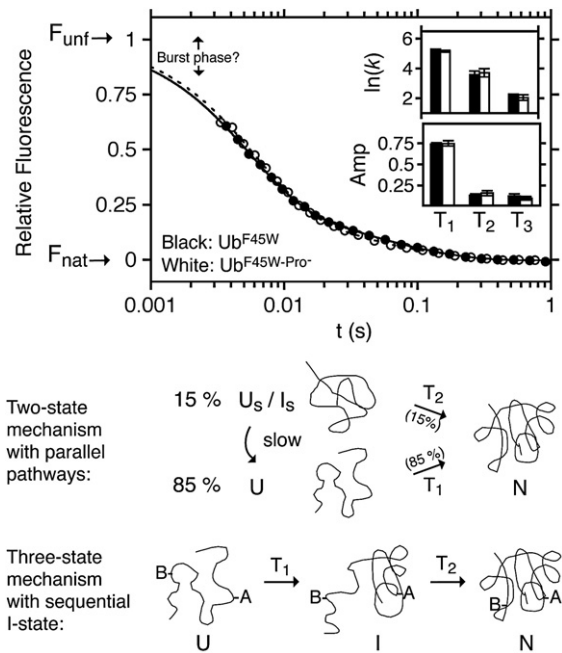 F_unf→ 1
Burst phase?
0.75
0.5
0.25
F_nat→ 0
Relative Fluorescence
Black: Ub^F45W
White: Ub^F45W-Pro-
0.001 0.01 0.1 1
t (s)
ln(k)
6
4
2
Amp
0.75
0.25
T₁ T₂ T₃
Two-state
mechanism
with parallel
pathways:
15 % U_S / I_S
slow
85 % U
T₂
(15%)
(85 %)
T₁
N
Three-state
mechanism
with sequential
I-state:
B A
U
T₁
B A
I
T₂
B A
N